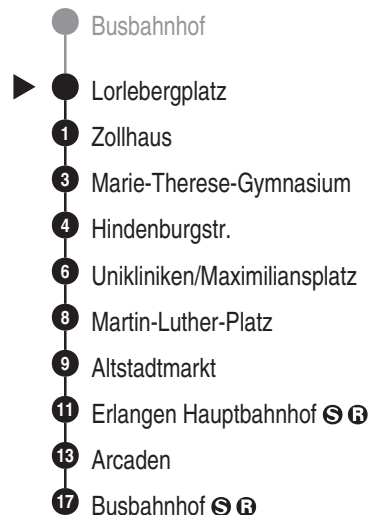 Busbahnhof
Lorlebergplatz
1 Zollhaus
3 Marie-Therese-Gymnasium
4 Hindenburgstr.
6 Unikliniken/Maximiliansplatz
8 Martin-Luther-Platz
9 Altstadtmarkt
11 Erlangen Hauptbahnhof S R
13 Arcaden
17 Busbahnhof S R